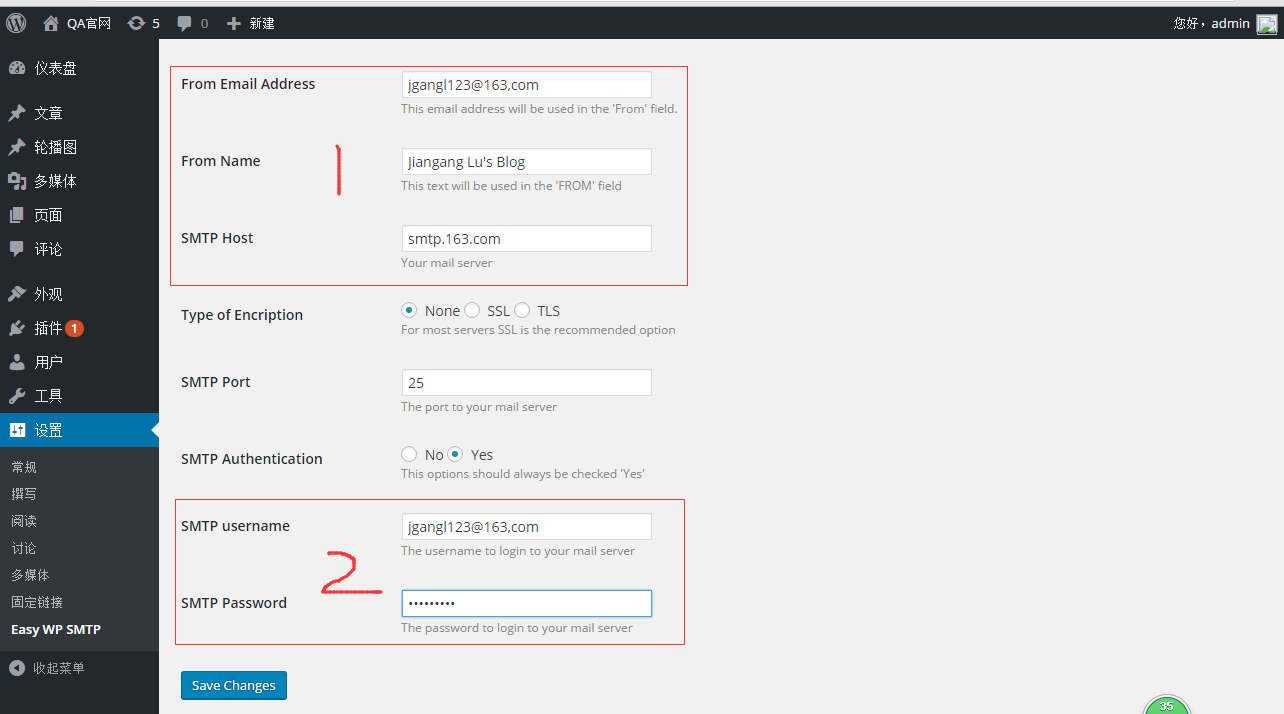 QA官网 5 0 新建 您好，admin
仪表盘
文章
轮播图
多媒体
页面
评论
外观
插件 1
用户
工具
设置
常规
撰写
阅读
讨论
多媒体
固定链接
Easy WP SMTP
收起菜单
From Email Address jgangl123@163,com
This email address will be used in the 'From' field.
1
From Name Jiangang Lu's Blog
This text will be used in the 'FROM' field
SMTP Host smtp.163.com
Your mail server
Type of Encription None SSL TLS
For most servers SSL is the recommended option
SMTP Port 25
The port to your mail server
SMTP Authentication No Yes
This options should always be checked 'Yes'
SMTP username jgangl123@163,com
The username to login to your mail server
2
SMTP Password •••••••••
The password to login to your mail server
Save Changes
35